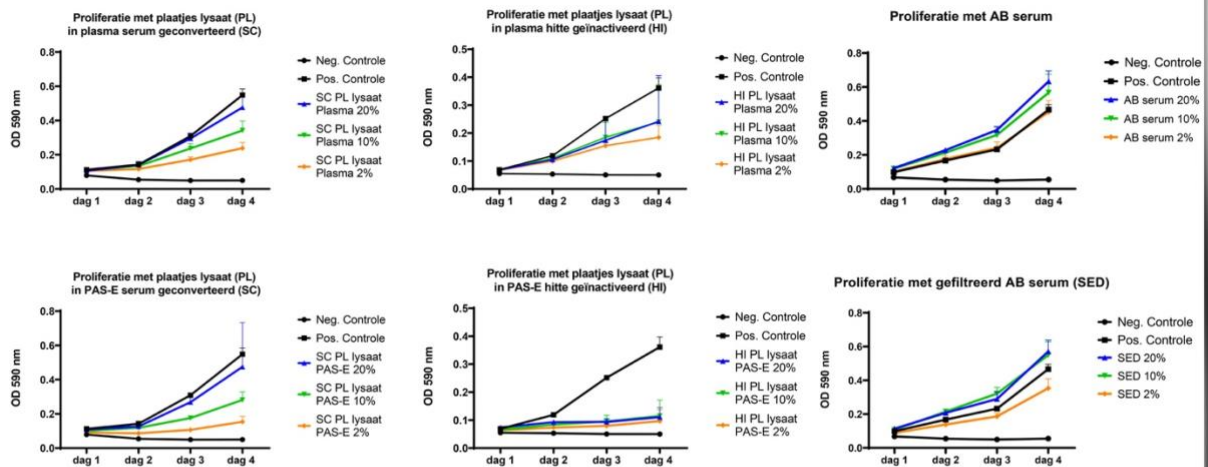 Proliferatie met plaatjes lysaat (PL)
in plasma serum geconverteerd (SC)
OD 590 nm
0.8
0.6
0.4
0.2
0.0
dag 1 dag 2 dag 3 dag 4
Neg. Controle
Pos. Controle
SC PL lysaat
Plasma 20%
SC PL lysaat
Plasma 10%
SC PL lysaat
Plasma 2%
Proliferatie met plaatjes lysaat (PL)
in plasma hitte geïnactiveerd (HI)
OD 590 nm
0.5
0.4
0.3
0.2
0.1
0.0
dag 1 dag 2 dag 3 dag 4
Neg. Controle
Pos. Controle
HI PL lysaat
Plasma 20%
HI PL lysaat
Plasma 10%
HI PL lysaat
Plasma 2%
Proliferatie met AB serum
OD 590 nm
0.8
0.6
0.4
0.2
0.0
dag 1 dag 2 dag 3 dag 4
Neg. Controle
Pos. Controle
AB serum 20%
AB serum 10%
AB serum 2%
Proliferatie met plaatjes lysaat (PL)
in PAS-E serum geconverteerd (SC)
OD 590 nm
0.8
0.6
0.4
0.2
0.0
dag 1 dag 2 dag 3 dag 4
Neg. Controle
Pos. Controle
SC PL lysaat
PAS-E 20%
SC PL lysaat
PAS-E 10%
SC PL lysaat
PAS-E 2%
Proliferatie met plaatjes lysaat (PL)
in PAS-E hitte geïnactiveerd (HI)
OD 590 nm
0.5
0.4
0.3
0.2
0.1
0.0
dag 1 dag 2 dag 3 dag 4
Neg. Controle
Pos. Controle
HI PL lysaat
PAS-E 20%
HI PL lysaat
PAS-E 10%
HI PL lysaat
PAS-E 2%
Proliferatie met gefiltreerd AB serum (SED)
OD 590 nm
0.8
0.6
0.4
0.2
0.0
dag 1 dag 2 dag 3 dag 4
Neg. Controle
Pos. Controle
SED 20%
SED 10%
SED 2%